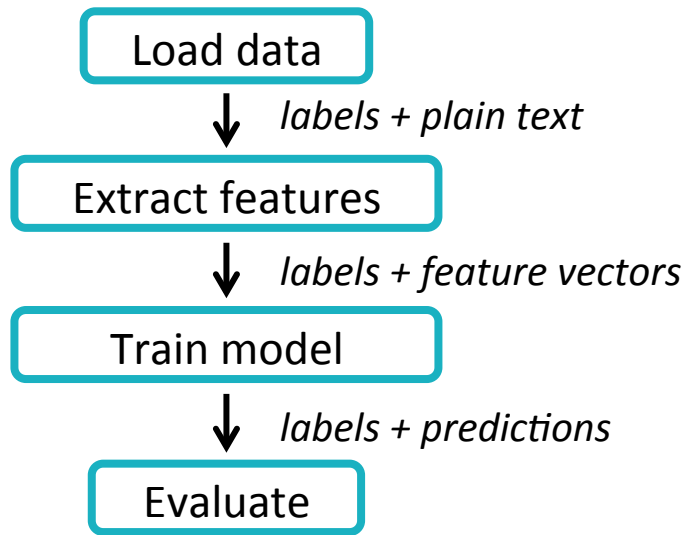 Load data
labels + plain text
Extract features
labels + feature vectors
Train model
labels + predictions
Evaluate